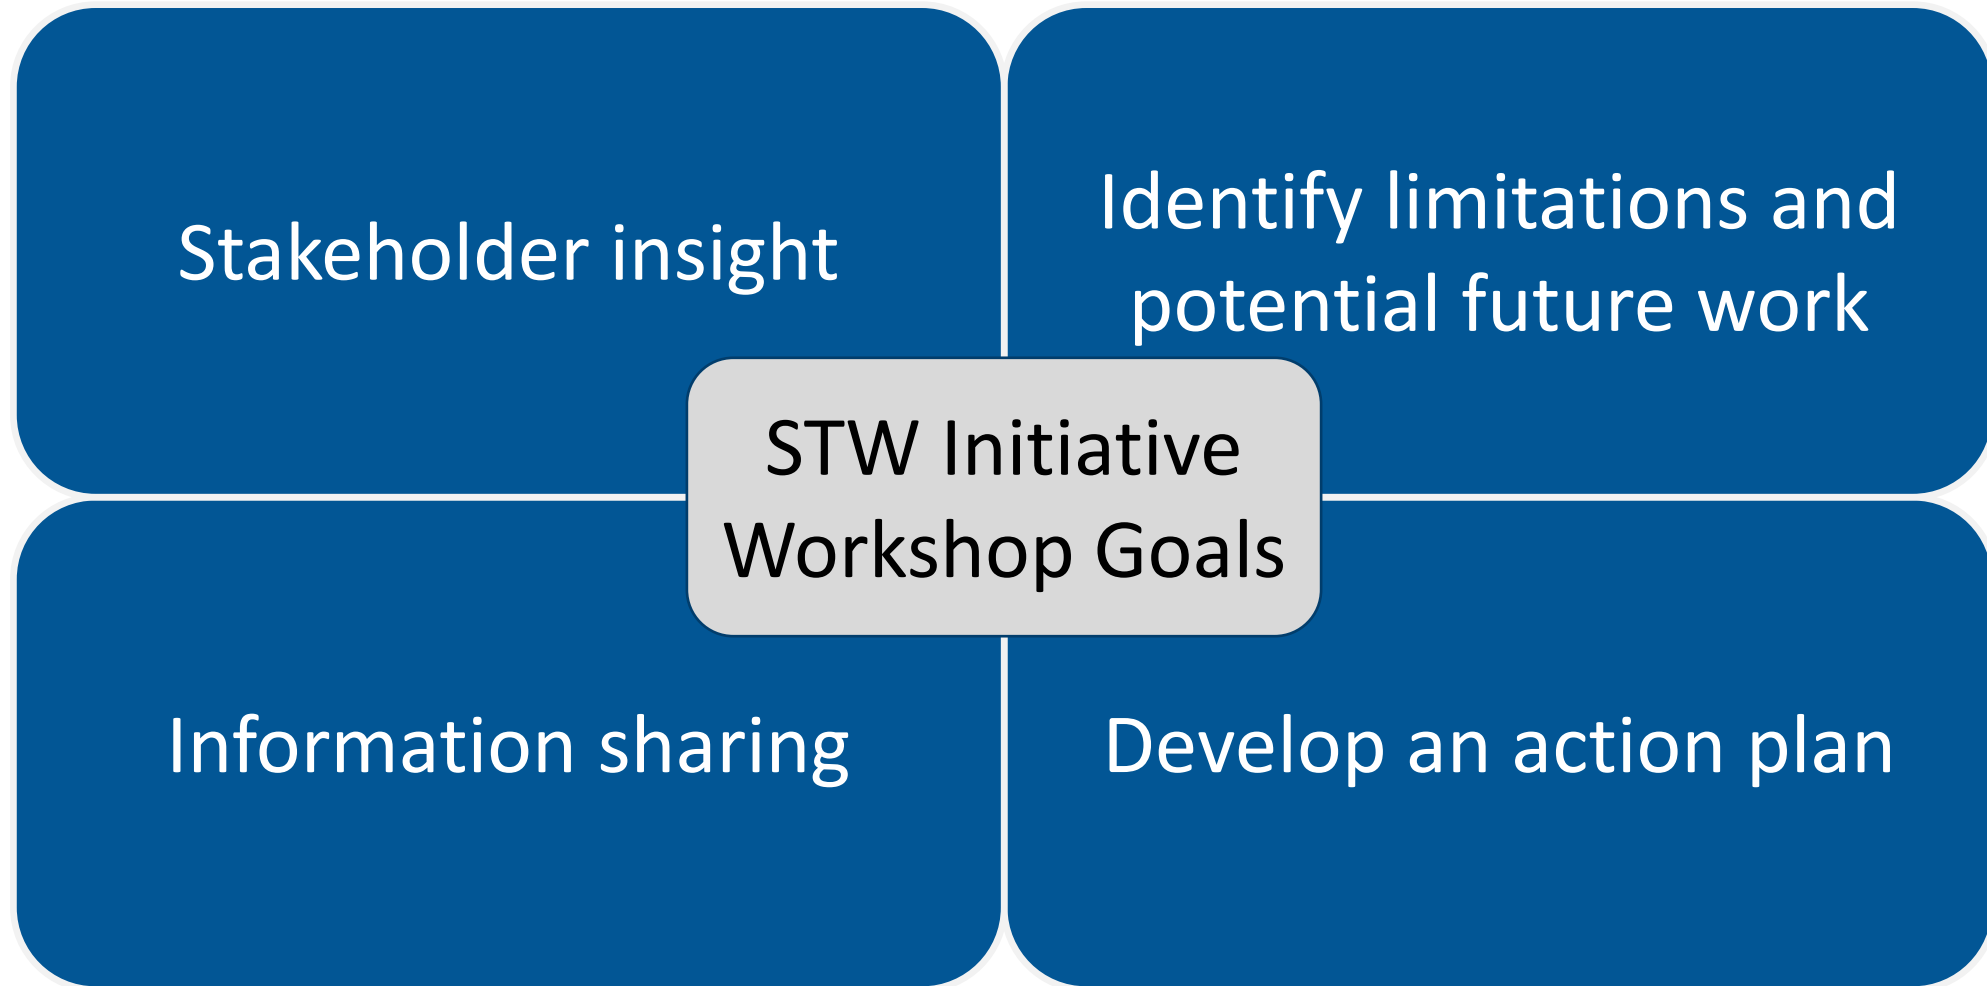 Stakeholder insight
Identify limitations and
potential future work
STW Initiative
Workshop Goals
Information sharing
Develop an action plan